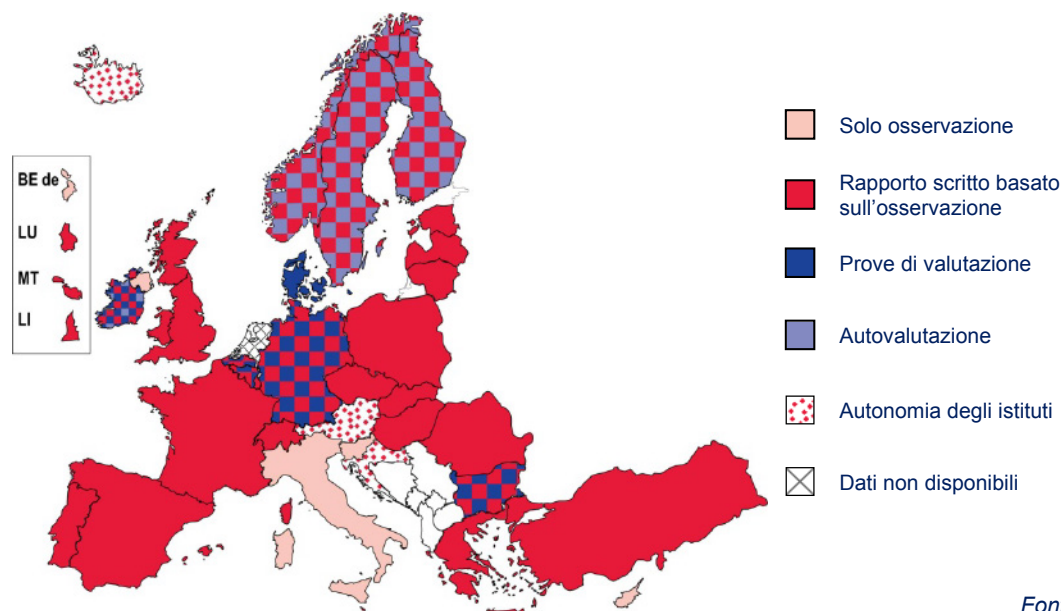 BE de
LU
MT
LI
Solo osservazione
Rapporto scritto basato
sull'osservazione
Prove di valutazione
Autovalutazione
Autonomia degli istituti
Dati non disponibili
Fon